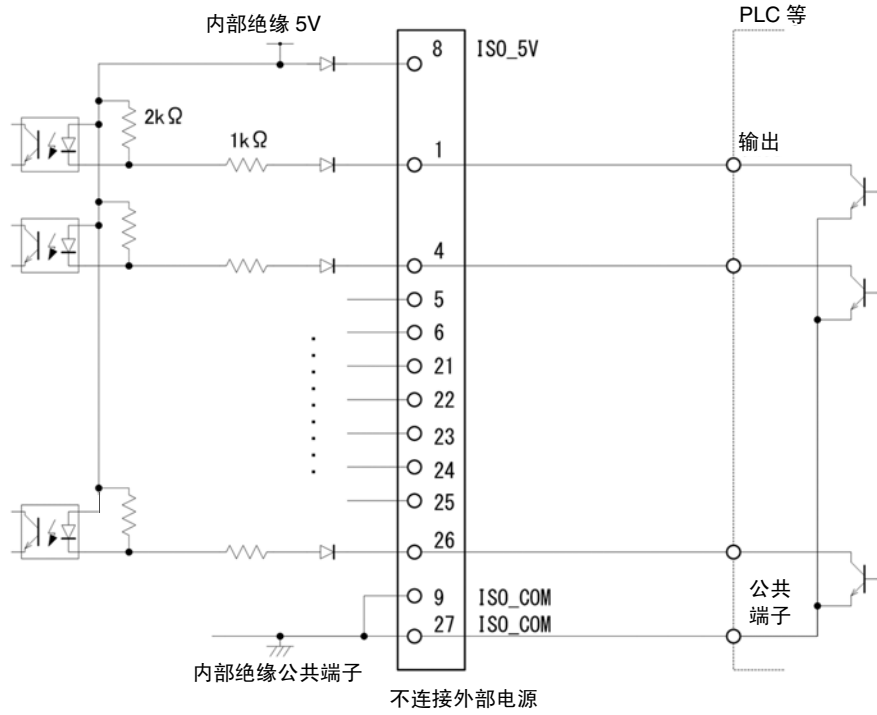 PLC 等
内部绝缘 5V
8 ISO_5V
2kΩ
1kΩ
1
输出
4
5
6
21
22
23
24
25
26
9 ISO_COM
公共
端子
27 ISO_COM
内部绝缘公共端子
不连接外部电源